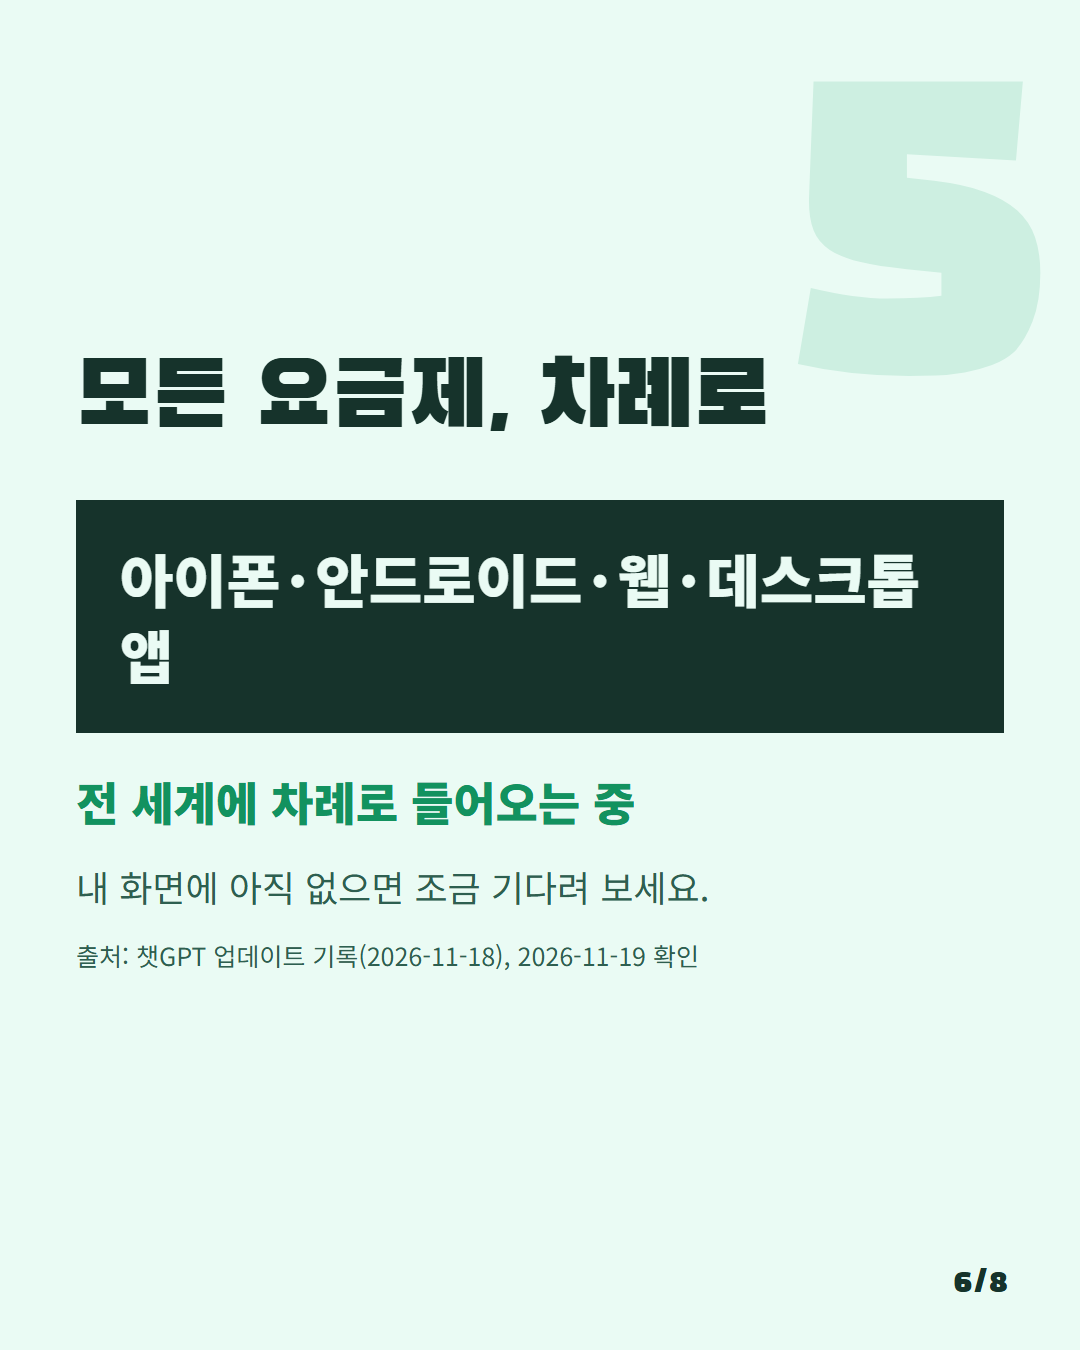 5
모든 요금제, 차례로
아이폰·안드로이드·웹·데스크톱
앱
전 세계에 차례로 들어오는 중
내 화면에 아직 없으면 조금 기다려 보세요.
출처: 챗GPT 업데이트 기록(2026-11-18), 2026-11-19 확인
6/8